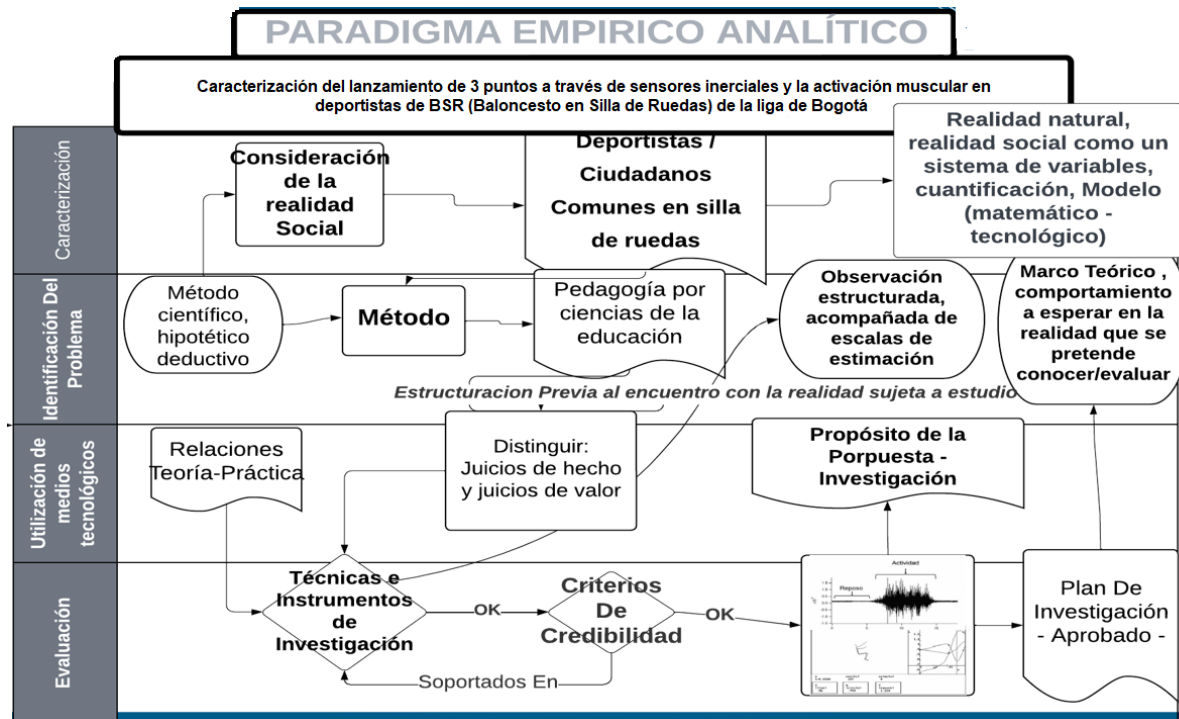 PARADIGMA EMPIRICO ANALÍTICO
Caracterización del lanzamiento de 3 puntos a través de sensores inerciales y la activación muscular en
deportistas de BSR (Baloncesto en Silla de Ruedas) de la liga de Bogotá
Caracterización
Consideración
de la
realidad
Social
Deportistas /
Ciudadanos
Comunes en silla
de ruedas
Realidad natural,
realidad social como un
sistema de variables,
cuantificación, Modelo
(matemático -
tecnológico)
Identificación Del
Problema
Método
científico,
hipotético
deductivo
Método
Pedagogía por
ciencias de la
educación
Observación
estructurada,
acompañada de
escalas de
estimación
Marco Teórico ,
comportamiento
a esperar en la
realidad que se
pretende
conocer/evaluar
Estructuracion Previa al encuentro con la realidad sujeta a estudio
Utilización de
medios
tecnológicos
Relaciones
Teoría-Práctica
Distinguir:
Juicios de hecho
y juicios de valor
Propósito de la
Porpuesta -
Investigación
Evaluación
Técnicas e
Instrumentos
de
Investigación
OK
Criterios
De
Credibilidad
OK
Soportados En
Actividad
Reposo
Plan De
Investigación
- Aprobado -